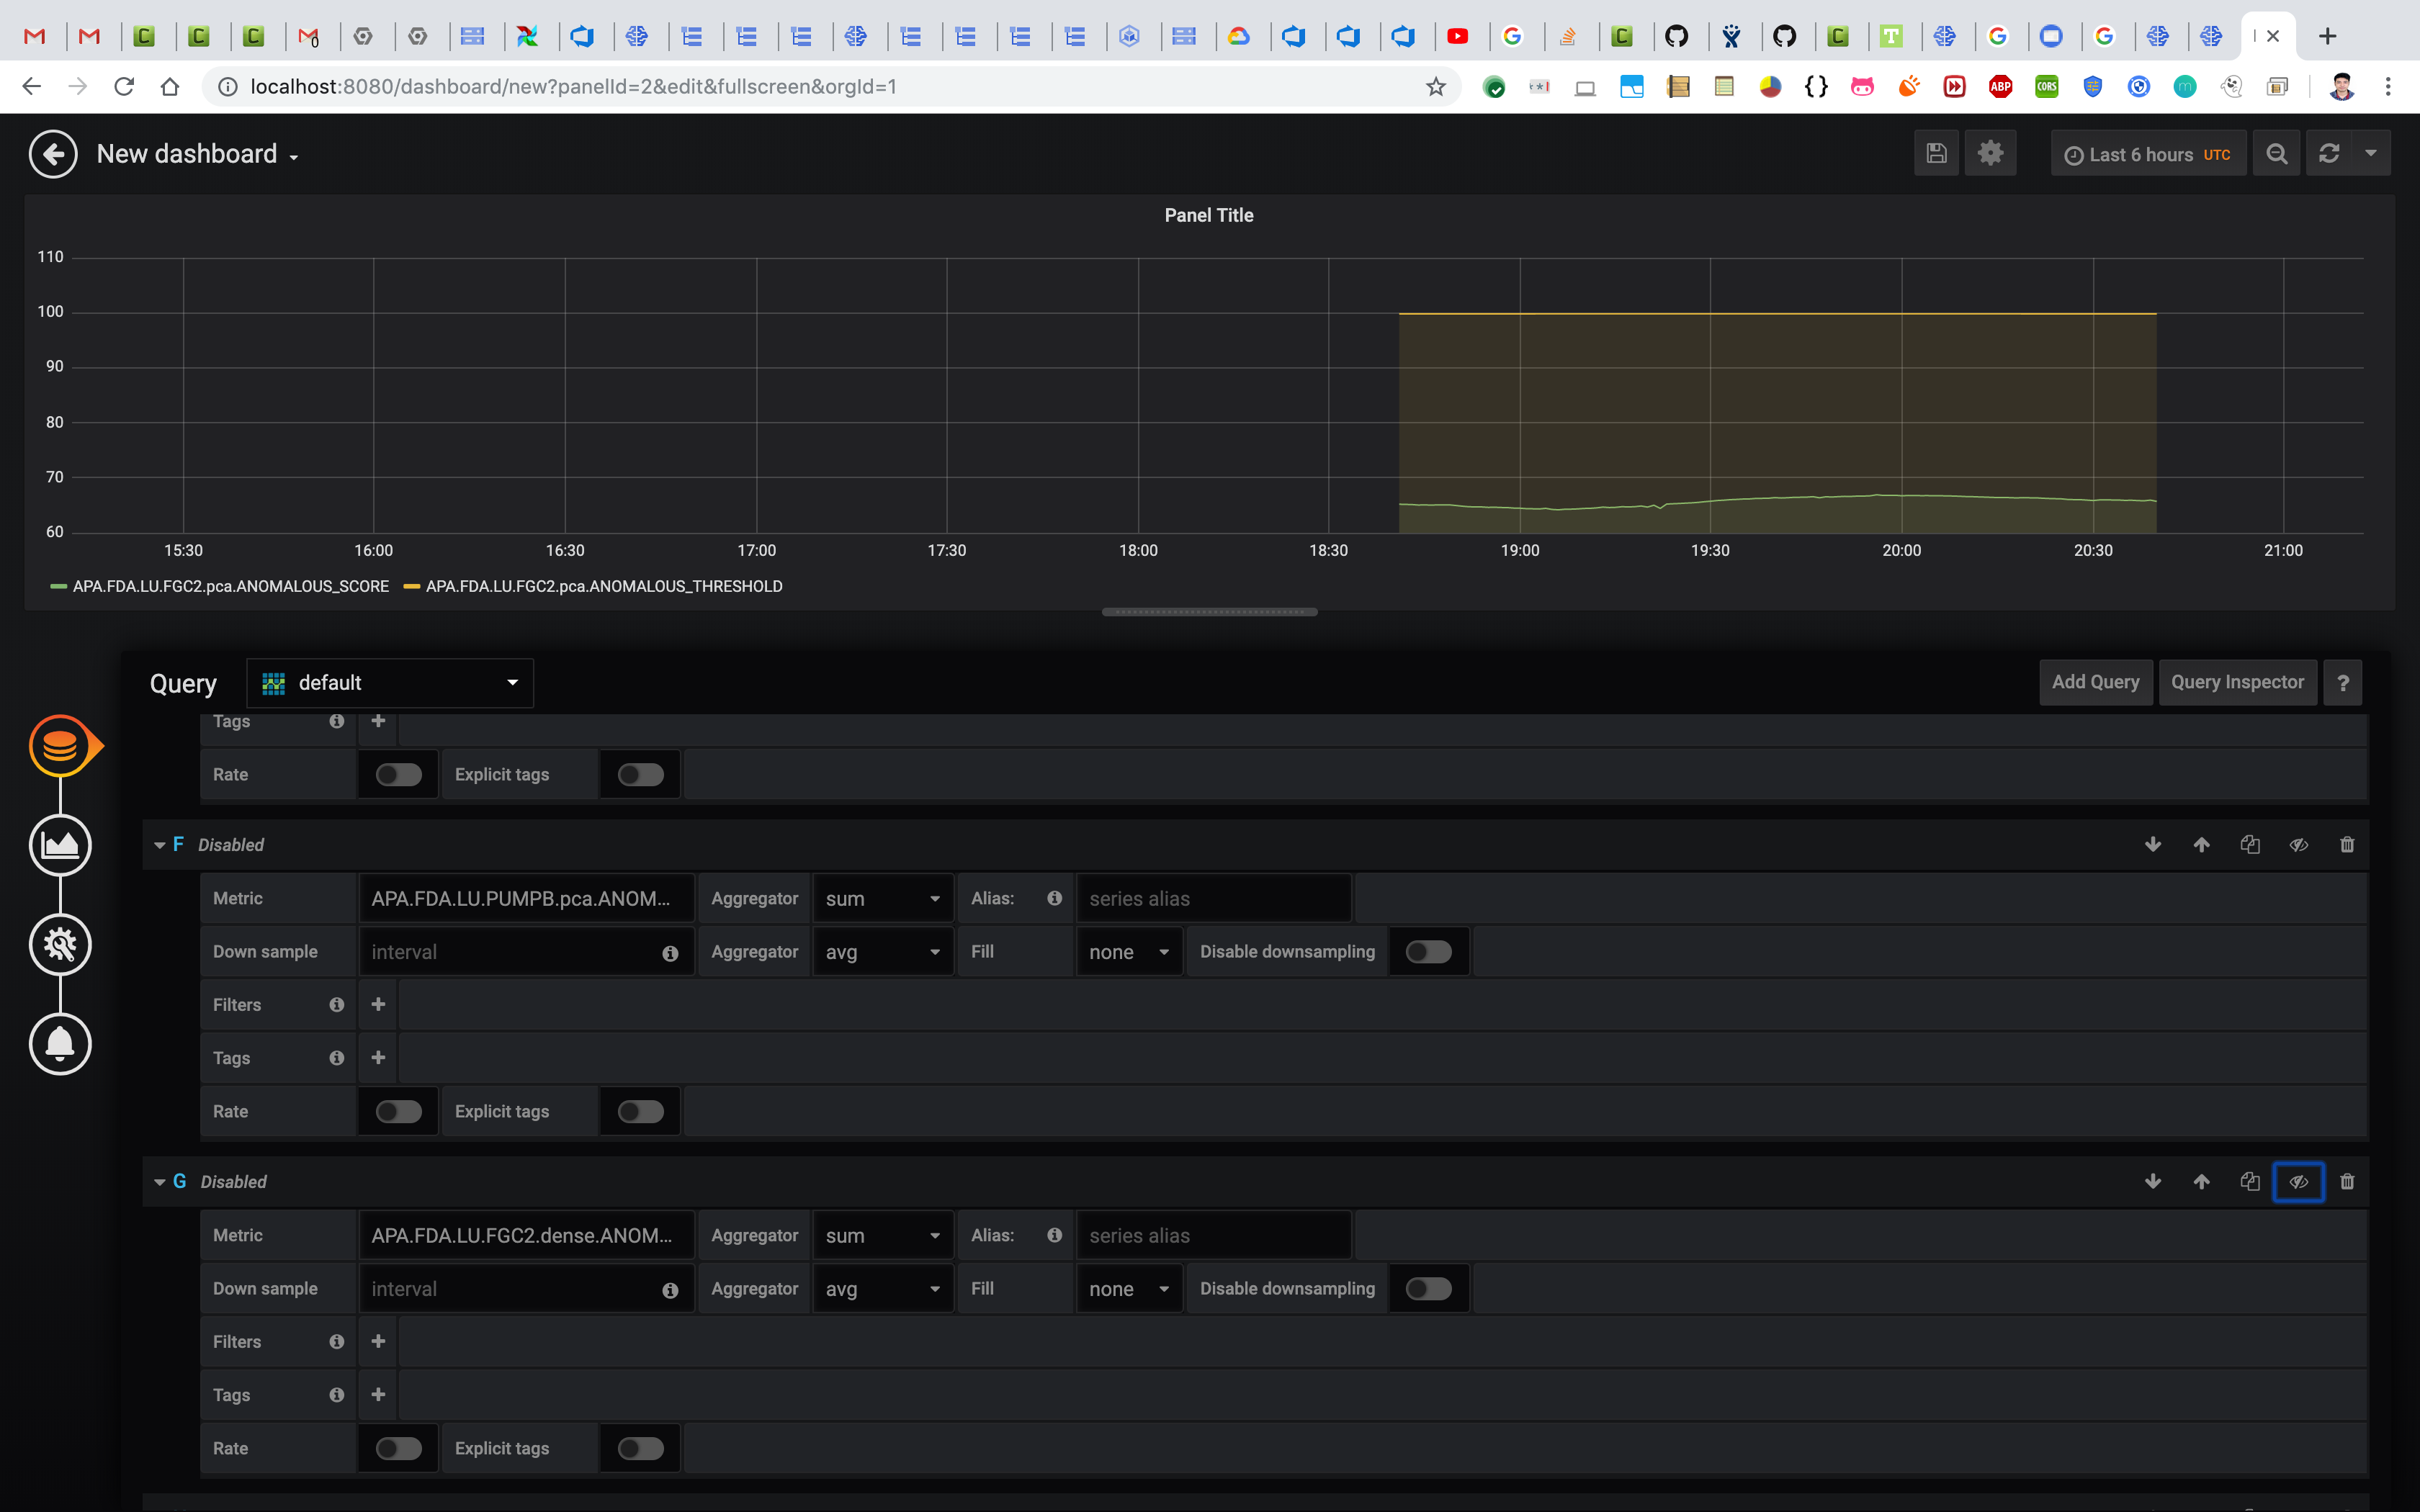 localhost:8080/dashboard/new?panelId=2&edit&fullscreen&orgId=1
New dashboard
Last 6 hours UTC
Panel Title
110
100
90
80
70
60
15:30 16:00 16:30 17:00 17:30 18:00 18:30 19:00 19:30 20:00 20:30 21:00
APA.FDA.LU.FGC2.pca.ANOMALOUS_SCORE APA.FDA.LU.FGC2.pca.ANOMALOUS_THRESHOLD
Query default Add Query Query Inspector ?
Tags
Rate Explicit tags
F Disabled
Metric APA.FDA.LU.PUMPB.pca.ANOM... Aggregator sum Alias: series alias
Down sample interval Aggregator avg Fill none Disable downsampling
Filters
Tags
Rate Explicit tags
G Disabled
Metric APA.FDA.LU.FGC2.dense.ANOM... Aggregator sum Alias: series alias
Down sample interval Aggregator avg Fill none Disable downsampling
Filters
Tags
Rate Explicit tags